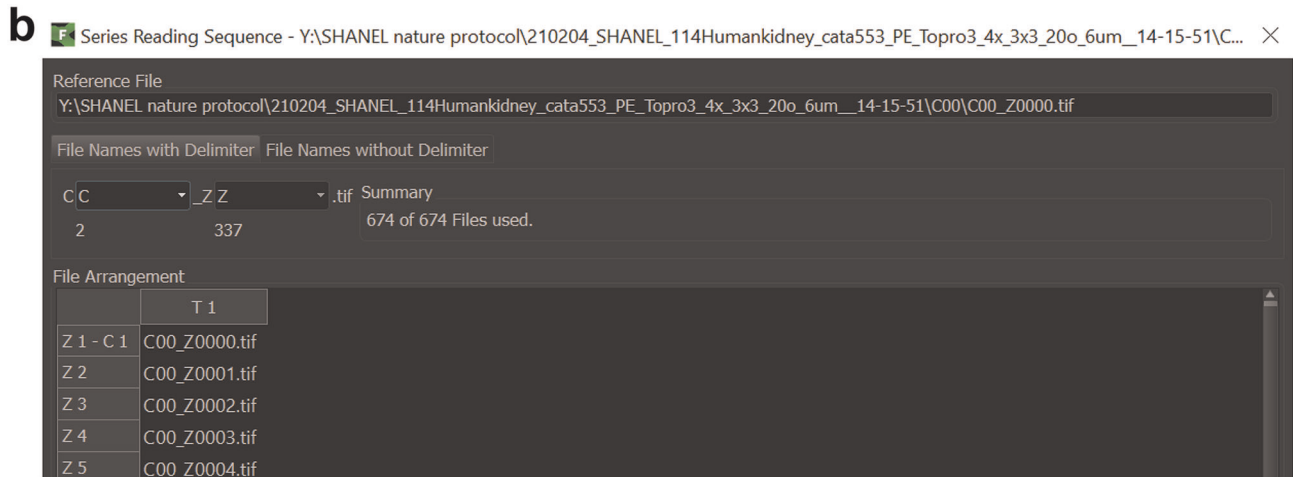 b
F Series Reading Sequence - Y:\SHANEL nature protocol\210204_SHANEL_114Humankidney_cata553_PE_Topro3_4x_3x3_20o_6um__14-15-51\C...
Reference File
Y:\SHANEL nature protocol\210204_SHANEL_114Humankidney_cata553_PE_Topro3_4x_3x3_20o_6um__14-15-51\C00\C00_Z0000.tif
File Names with Delimiter File Names without Delimiter
C C _Z Z .tif Summary
2 337 674 of 674 Files used.
File Arrangement
T 1
Z 1 - C 1 C00_Z0000.tif
Z 2 C00_Z0001.tif
Z 3 C00_Z0002.tif
Z 4 C00_Z0003.tif
Z 5 C00_Z0004.tif